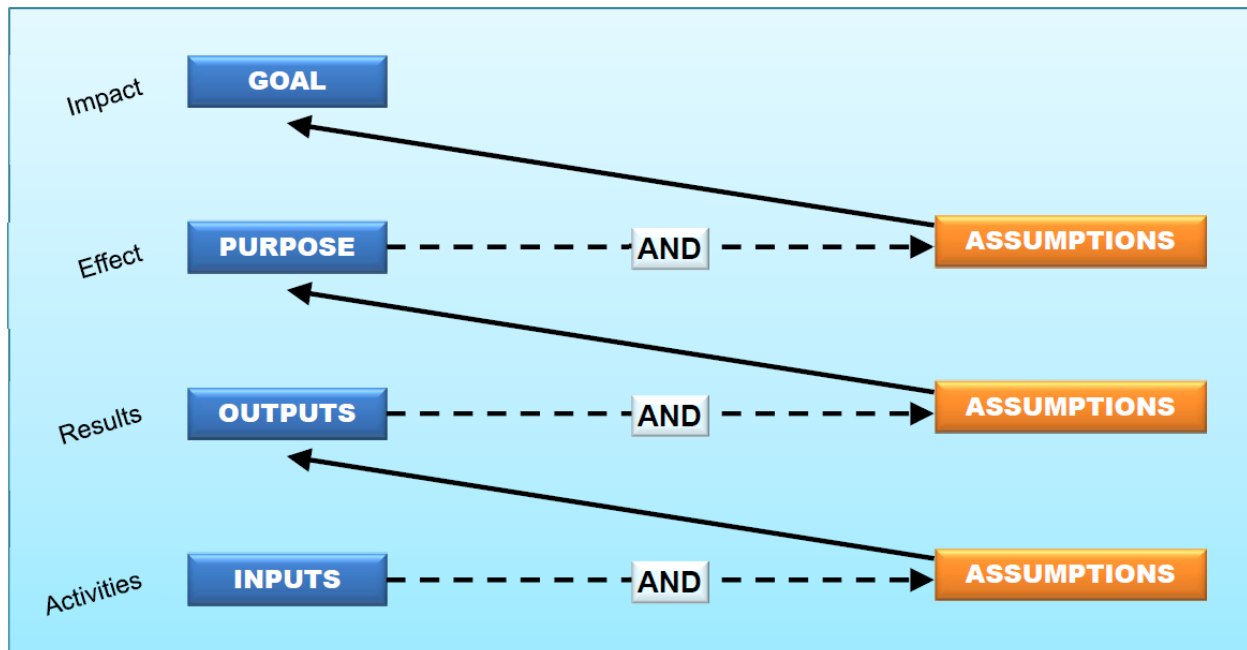 Impact
GOAL
Effect
PURPOSE
AND
ASSUMPTIONS
Results
OUTPUTS
AND
ASSUMPTIONS
Activities
INPUTS
AND
ASSUMPTIONS